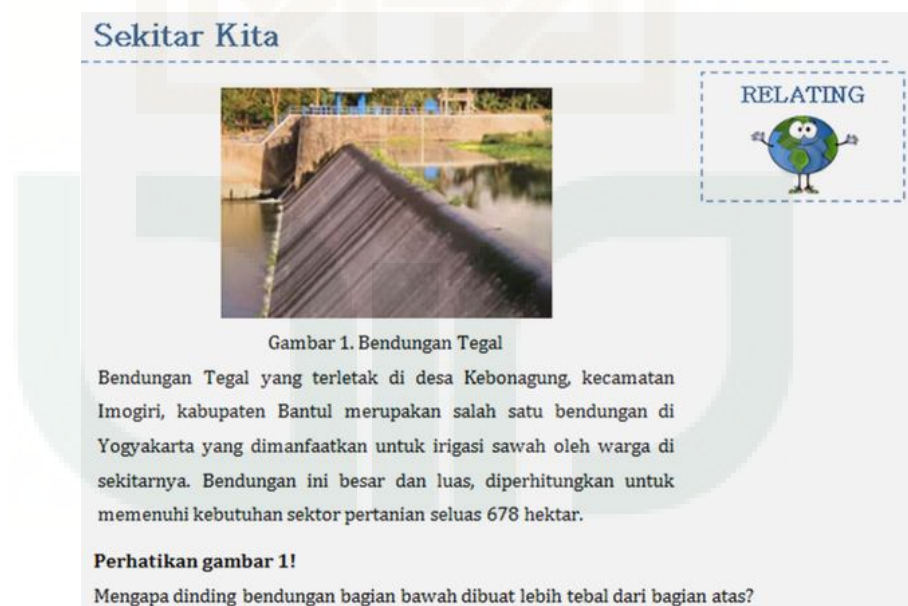 Sekitar Kita
RELATING
Gambar 1. Bendungan Tegal
Bendungan Tegal yang terletak di desa Kebonagung, kecamatan
Imogiri, kabupaten Bantul merupakan salah satu bendungan di
Yogyakarta yang dimanfaatkan untuk irigasi sawah oleh warga di
sekitarnya. Bendungan ini besar dan luas, diperhitungkan untuk
memenuhi kebutuhan sektor pertanian seluas 678 hektar.
Perhatikan gambar 1!
Mengapa dinding bendungan bagian bawah dibuat lebih tebal dari bagian atas?